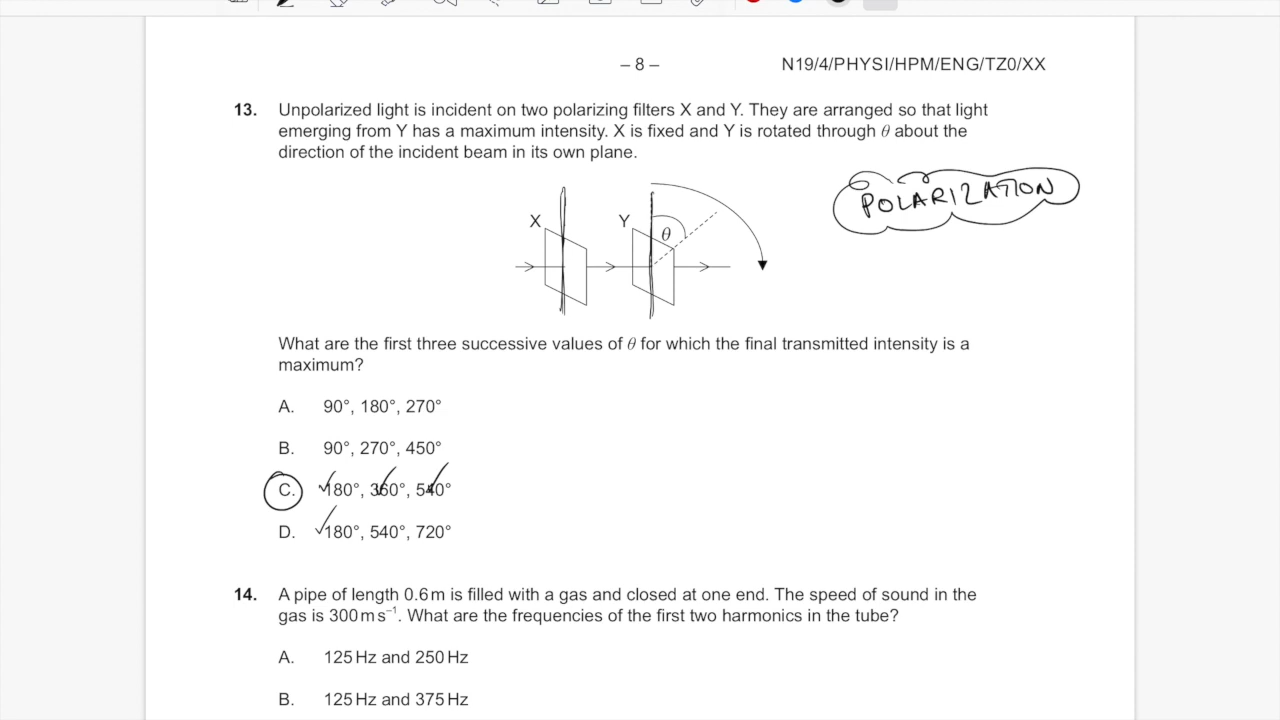 – 8 –
N19/4/PHYSI/HPM/ENG/TZ0/XX
13. Unpolarized light is incident on two polarizing filters X and Y. They are arranged so that light
emerging from Y has a maximum intensity. X is fixed and Y is rotated through θ about the
direction of the incident beam in its own plane.
POLARIZATION
X
Y
θ
What are the first three successive values of θ for which the final transmitted intensity is a
maximum?
A. 90°, 180°, 270°
B. 90°, 270°, 450°
C. 180°, 360°, 540°
D. 180°, 540°, 720°
14. A pipe of length 0.6 m is filled with a gas and closed at one end. The speed of sound in the
gas is 300 m s⁻¹. What are the frequencies of the first two harmonics in the tube?
A. 125 Hz and 250 Hz
B. 125 Hz and 375 Hz